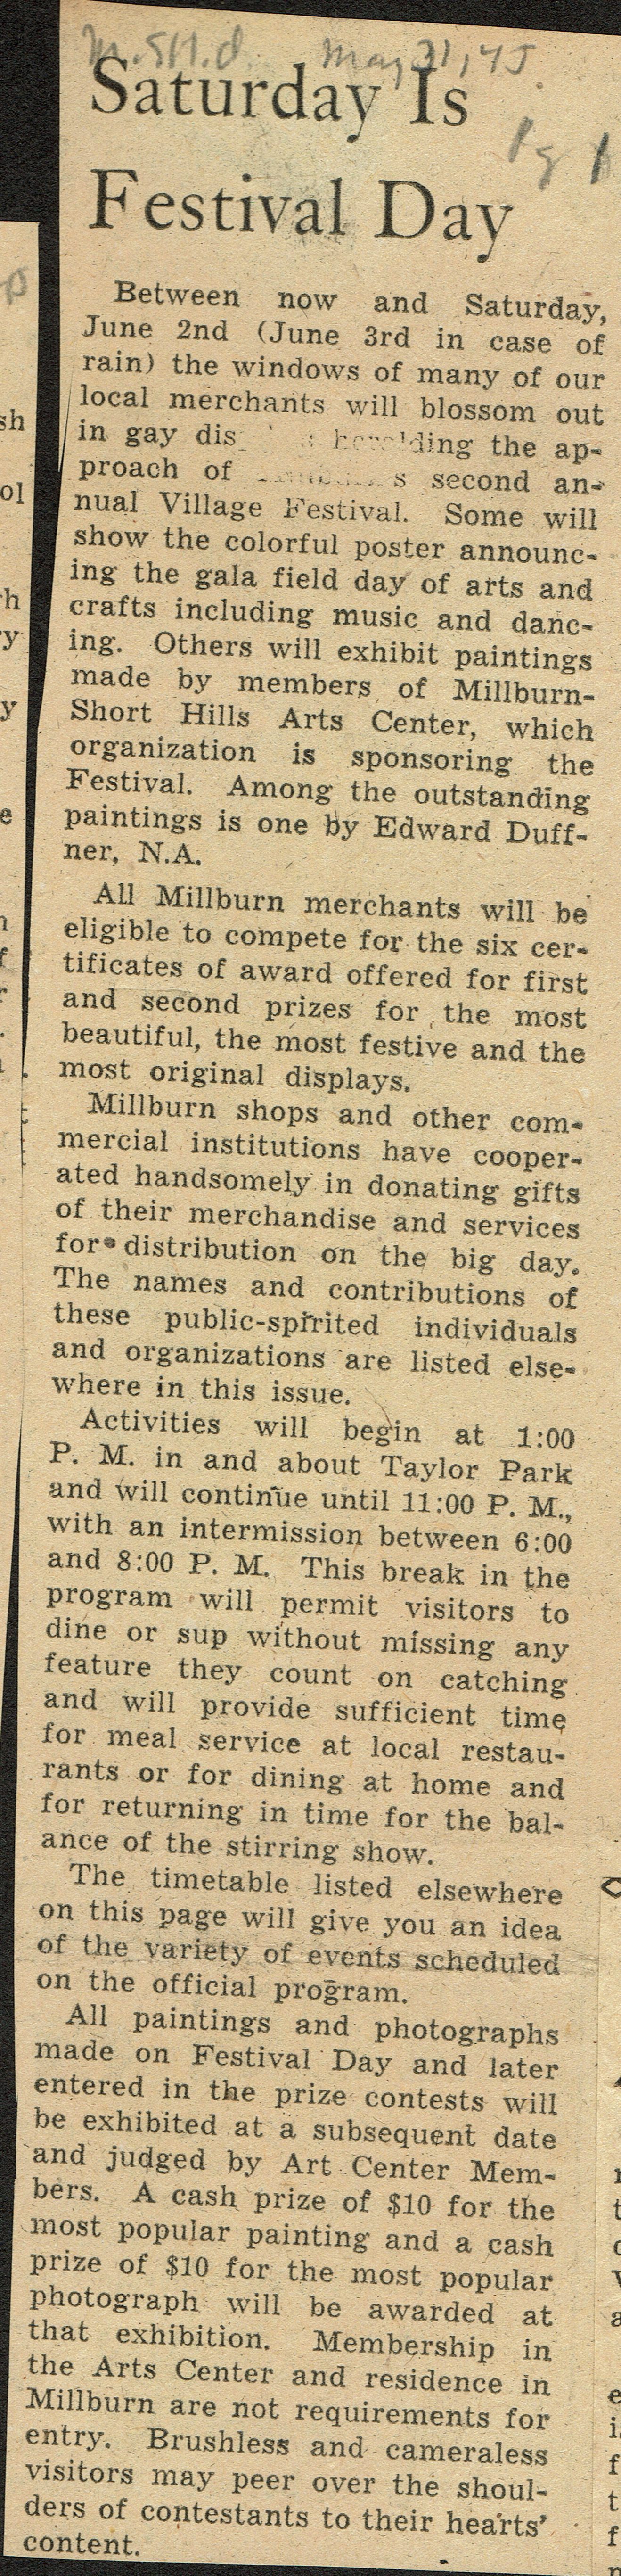 M.SH.d. May 31, 45.
pg 1
Saturday Is
Festival Day
Between now and Saturday,
June 2nd (June 3rd in case of
rain) the windows of many of our
local merchants will blossom out
in gay the ap-
proach of second an-
nual Village Festival. Some will
show the colorful poster announc-
ing the gala field day of arts and
crafts including music and danc-
ing. Others will exhibit paintings
made by members of Millburn-
Short Hills Arts Center, which
organization is sponsoring the
Festival. Among the outstanding
paintings is one by Edward Duff-
ner, N.A.
All Millburn merchants will be
eligible to compete for the six cer-
tificates of award offered for first
and second prizes for the most
beautiful, the most festive and the
most original displays.
Millburn shops and other com-
mercial institutions have cooper-
ated handsomely in donating gifts
of their merchandise and services
for distribution on the big day.
The names and contributions of
these public-spirited individuals
and organizations are listed else-
where in this issue.
Activities will begin at 1:00
P. M. in and about Taylor Park
and will continue until 11:00 P. M.,
with an intermission between 6:00
and 8:00 P. M. This break in the
program will permit visitors to
dine or sup without missing any
feature they count on catching
and will provide sufficient time
for meal service at local restau-
rants or for dining at home and
for returning in time for the bal-
ance of the stirring show.
The timetable listed elsewhere
on this page will give you an idea
of the variety of events scheduled
on the official program.
All paintings and photographs
made on Festival Day and later
entered in the prize contests will
be exhibited at a subsequent date
and judged by Art Center Mem-
bers. A cash prize of $10 for the
most popular painting and a cash
prize of $10 for the most popular
photograph will be awarded at
that exhibition. Membership in
the Arts Center and residence in
Millburn are not requirements for
entry. Brushless and cameraless
visitors may peer over the shoul-
ders of contestants to their hearts'
content.